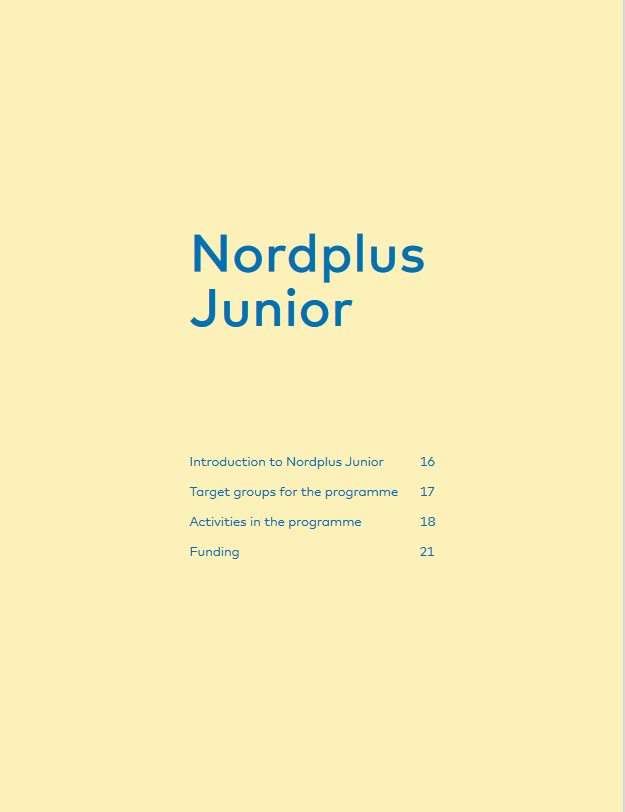 Nordplus
Junior
Introduction to Nordplus Junior 16
Target groups for the programme 17
Activities in the programme 18
Funding 21